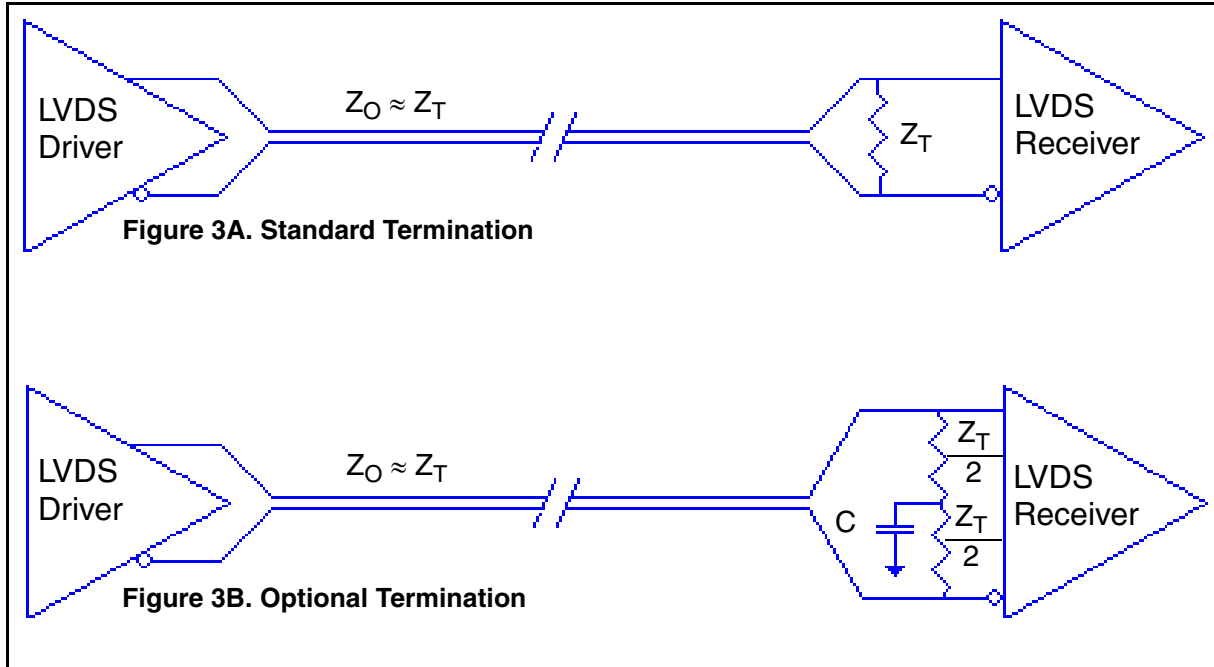 LVDS
Driver
Z_O ≈ Z_T
Z_T
LVDS
Receiver
Figure 3A. Standard Termination
LVDS
Driver
Z_O ≈ Z_T
C
Z_T
2
Z_T
2
LVDS
Receiver
Figure 3B. Optional Termination